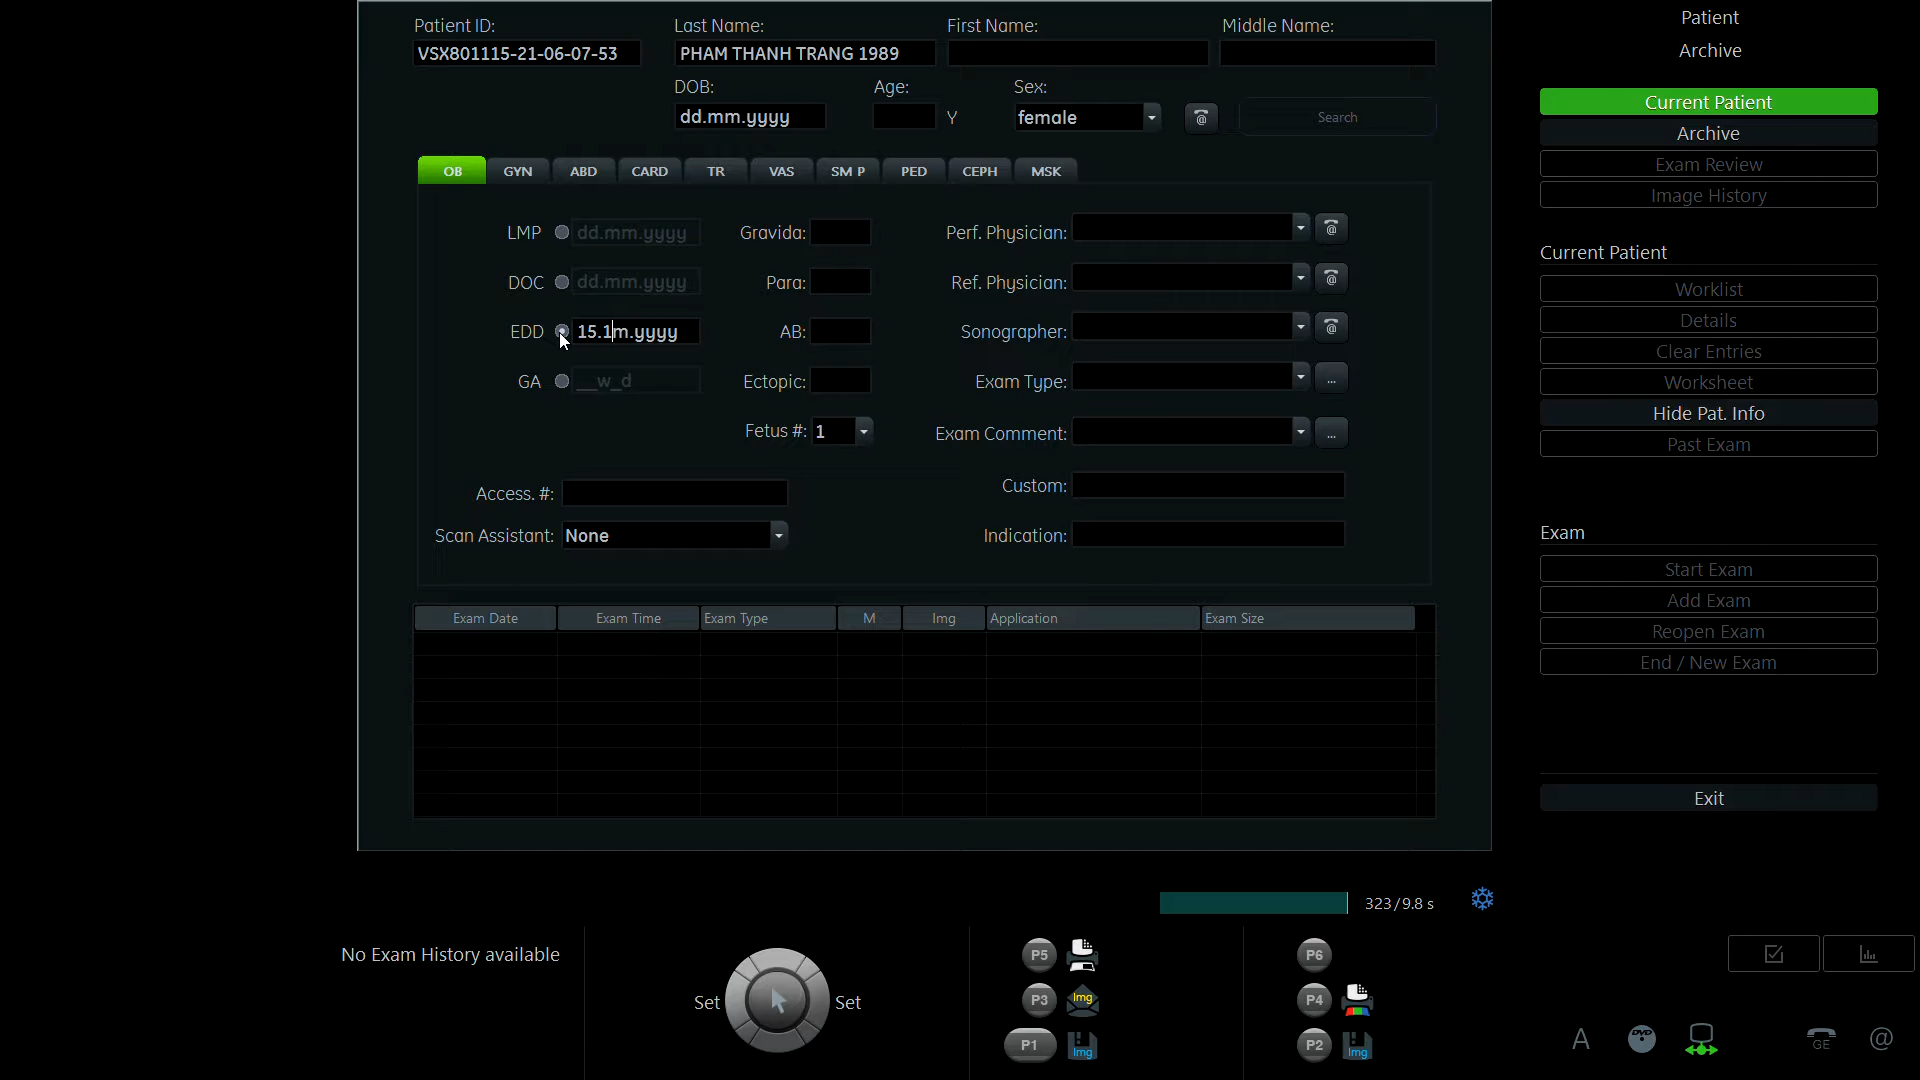 Patient ID: Last Name: First Name: Middle Name:
VSX801115-21-06-07-53 PHAM THANH TRANG 1989
DOB: Age: Sex:
dd.mm.yyyy Y female Search
OB GYN ABD CARD TR VAS SM P PED CEPH MSK
LMP dd.mm.yyyy Gravida: Perf. Physician:
DOC dd.mm.yyyy Para: Ref. Physician:
EDD 15.1m.yyyy AB: Sonographer:
GA __w_d Ectopic: Exam Type: ...
Fetus #: 1 Exam Comment: ...
Access. #: Custom:
Scan Assistant: None Indication:
Exam Date Exam Time Exam Type M Img Application Exam Size
323/9.8 s
No Exam History available
Set Set
P5
P3 Img
P1 Img
P6
P4
P2 Img
Patient
Archive
Current Patient
Archive
Exam Review
Image History
Current Patient
Worklist
Details
Clear Entries
Worksheet
Hide Pat. Info
Past Exam
Exam
Start Exam
Add Exam
Reopen Exam
End / New Exam
Exit
A DVD GE @